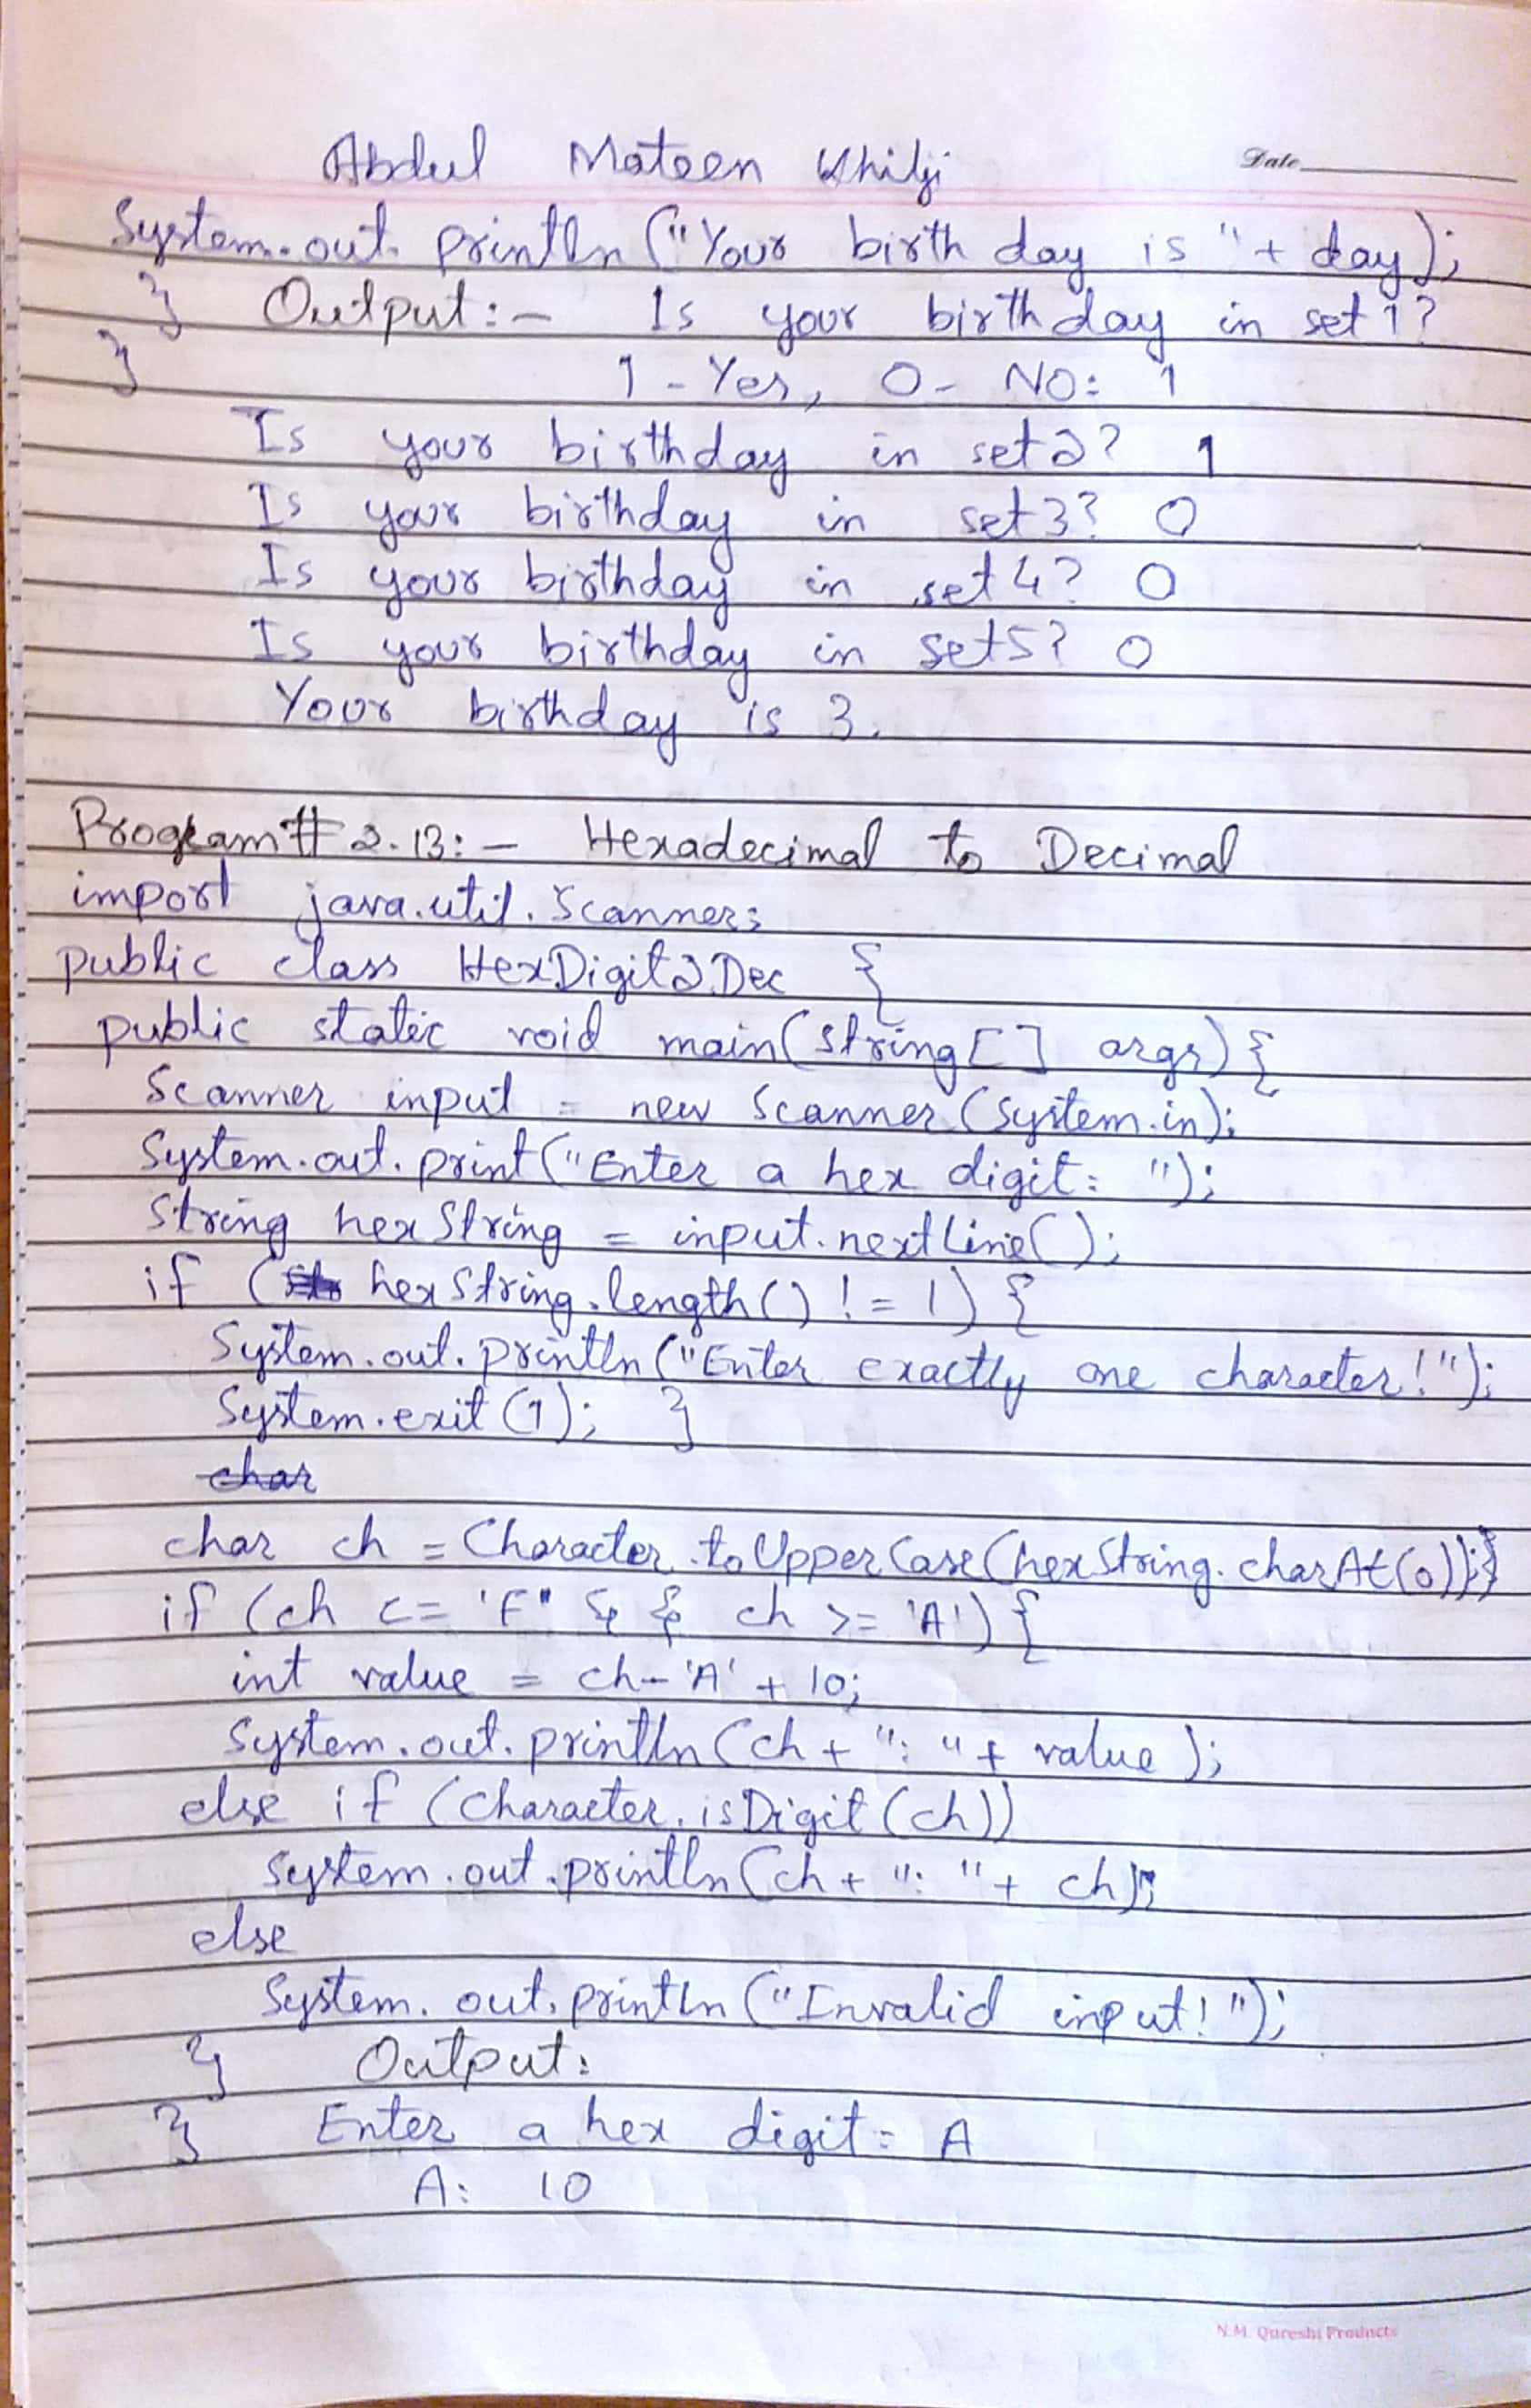 Abdul Mateen Khilji
Date
System.out.println("Your birth day is "+ day);
} Output:- Is your birthday in set 1?
} 1 - Yes, 0 - NO: 1
Is your birthday in set2? 1
Is your birthday in set3? 0
Is your birthday in set4? 0
Is your birthday in set5? 0
Your birthday is 3.
Program # 2.13:- Hexadecimal to Decimal
import java.util.Scanner;
public class HexDigit2Dec {
public static void main(String[] args) {
Scanner input = new Scanner(System.in);
System.out.print("Enter a hex digit: ");
String hexString = input.nextLine();
if (hexString.length() != 1) {
System.out.println("Enter exactly one character!");
System.exit(1); }
char
char ch = Character.toUpperCase(hexString.charAt(0));}
if (ch <= 'F' && ch >= 'A') {
int value = ch - 'A' + 10;
System.out.println(ch + ": " + value );
else if (Character.isDigit(ch))
System.out.println(ch + ": " + ch);
else
System.out.println("Invalid input!");
} Output:
} Enter a hex digit: A
A: 10
N.M. Qureshi Products